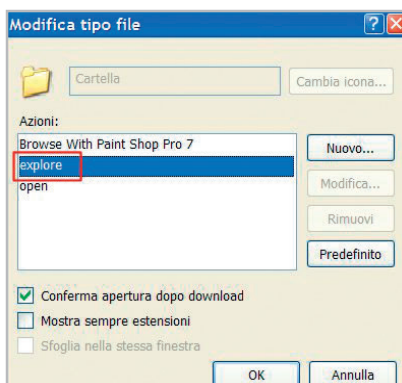 Modifica tipo file
Cartella
Cambia icona...
Azioni:
Browse With Paint Shop Pro 7
explore
open
Nuovo...
Modifica...
Rimuovi
Predefinito
Conferma apertura dopo download
Mostra sempre estensioni
Sfoglia nella stessa finestra
OK
Annulla